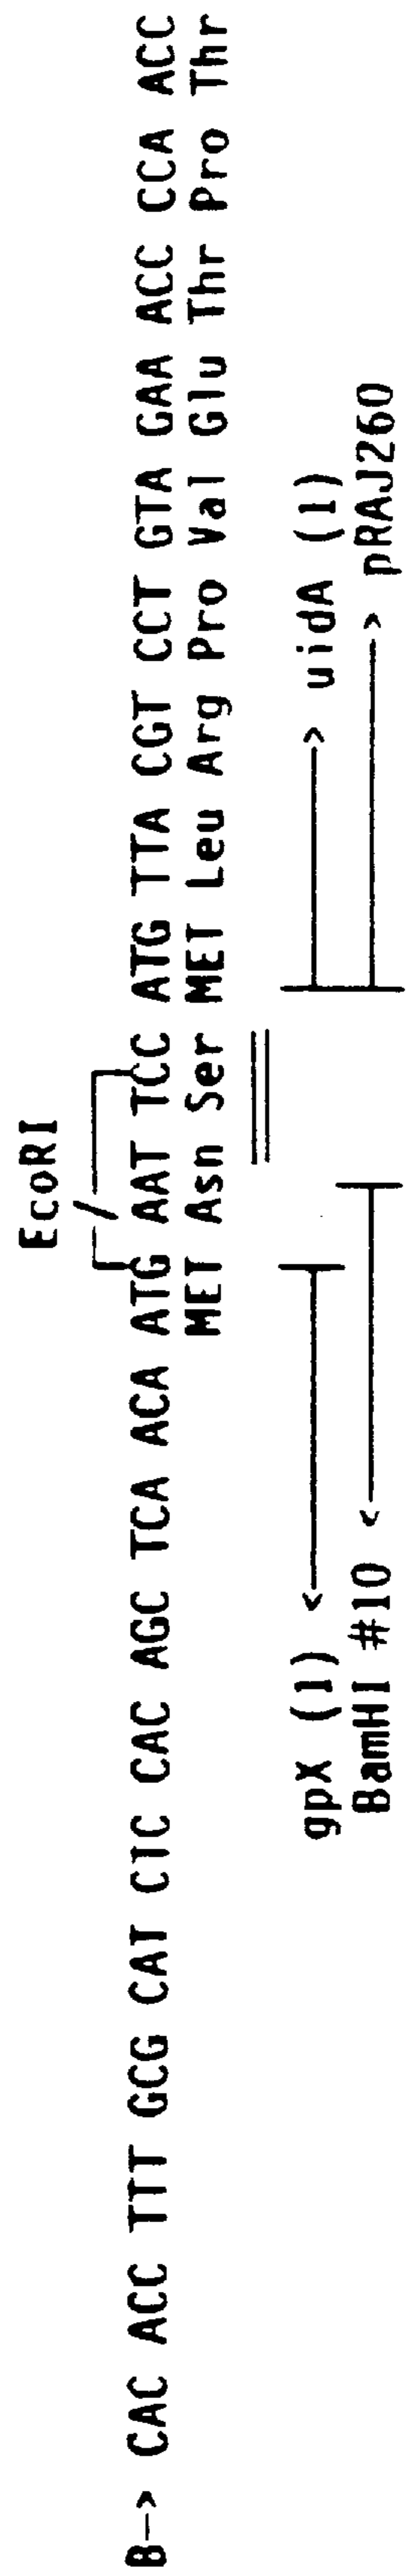 EcoRI
/
B—> CAC ACC TTT GCG CAT CTC CAC AGC TCA ACA ATG AAT TCC ATG TTA CGT CCT GTA GAA ACC CCA ACC
MET Asn Ser MET Leu Arg Pro Val Glu Thr Pro Thr
gpX (1) < > uidA (1)
BamHI #10 < > pRAJ260